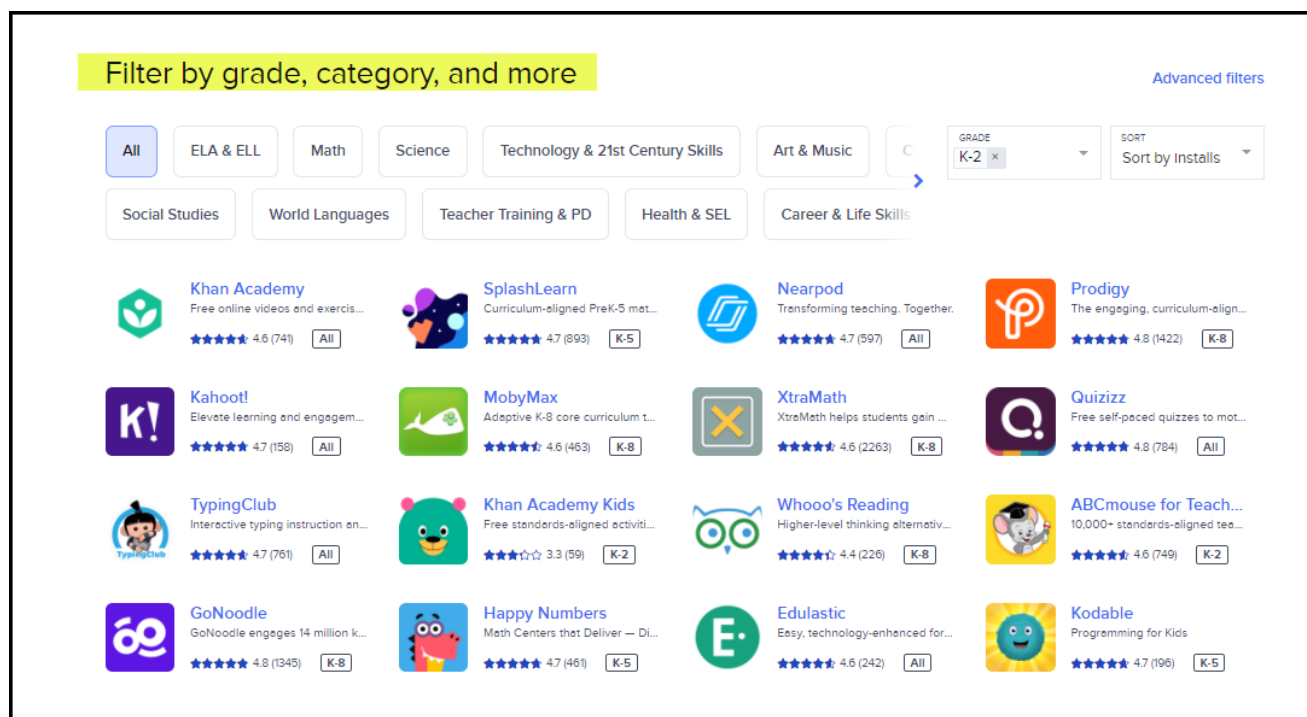 Filter by grade, category, and more
Advanced filters
All
ELA & ELL
Math
Science
Technology & 21st Century Skills
Art & Music
C
GRADE
K-2 ×
SORT
Sort by Installs
Social Studies
World Languages
Teacher Training & PD
Health & SEL
Career & Life Skills
Khan Academy
Free online videos and exercis...
4.6 (741) All
SplashLearn
Curriculum-aligned PreK-5 mat...
4.7 (893) K-5
Nearpod
Transforming teaching. Together.
4.7 (597) All
Prodigy
The engaging, curriculum-align...
4.8 (1422) K-8
K!
Kahoot!
Elevate learning and engagem...
4.7 (158) All
MobyMax
Adaptive K-8 core curriculum t...
4.6 (463) K-8
XtraMath
XtraMath helps students gain ...
4.6 (2263) K-8
Quizizz
Free self-paced quizzes to mot...
4.8 (784) All
TypingClub
TypingClub
Interactive typing instruction an...
4.7 (761) All
Khan Academy Kids
Free standards-aligned activiti...
3.3 (59) K-2
Whooo's Reading
Higher-level thinking alternativ...
4.4 (226) K-8
ABCmouse for Teach...
10,000+ standards-aligned tea...
4.6 (749) K-2
GoNoodle
GoNoodle engages 14 million k...
4.8 (1345) K-8
Happy Numbers
Math Centers that Deliver — Di...
4.7 (461) K-5
E
Edulastic
Easy, technology-enhanced for...
4.6 (242) All
Kodable
Programming for Kids
4.7 (196) K-5